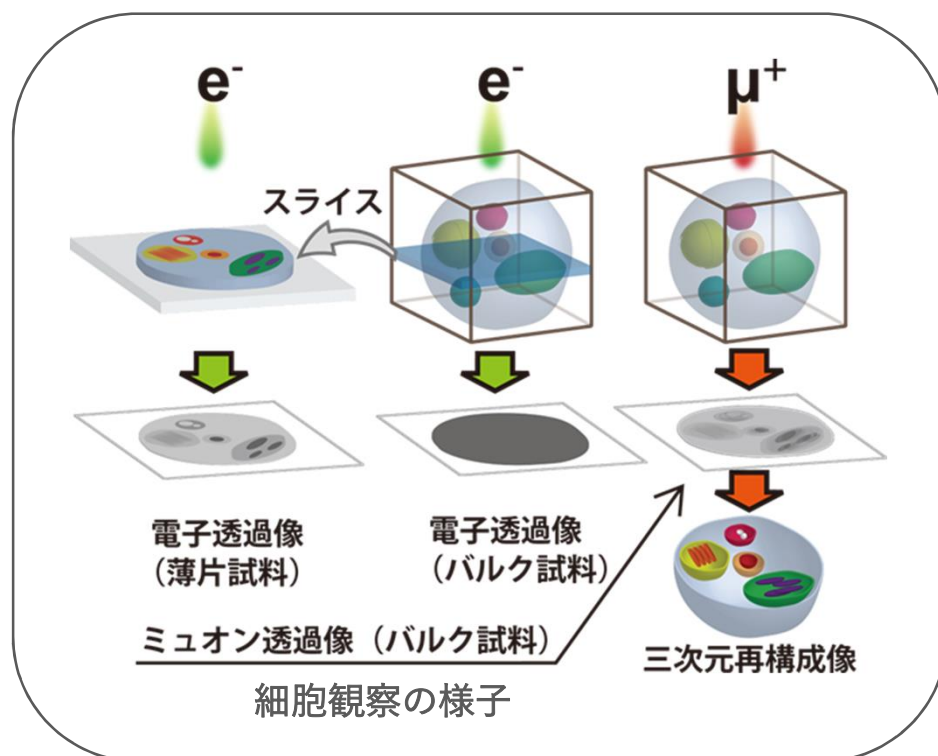 e⁻
e⁻
μ⁺
スライス
電子透過像
（薄片試料）
電子透過像
（バルク試料）
ミュオン透過像（バルク試料）
三次元再構成像
細胞観察の様子